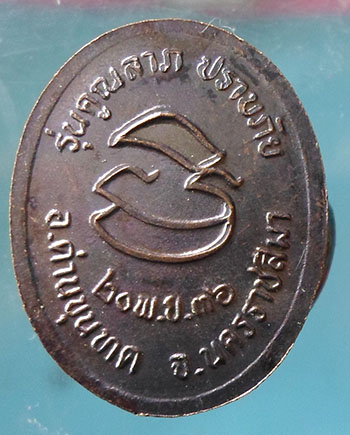 รุ่นคูณลาภ ปราบภัย
๒๐ พ.ย. ๓๖
อ.ด่านขุนทด จ.นครราชสีมา